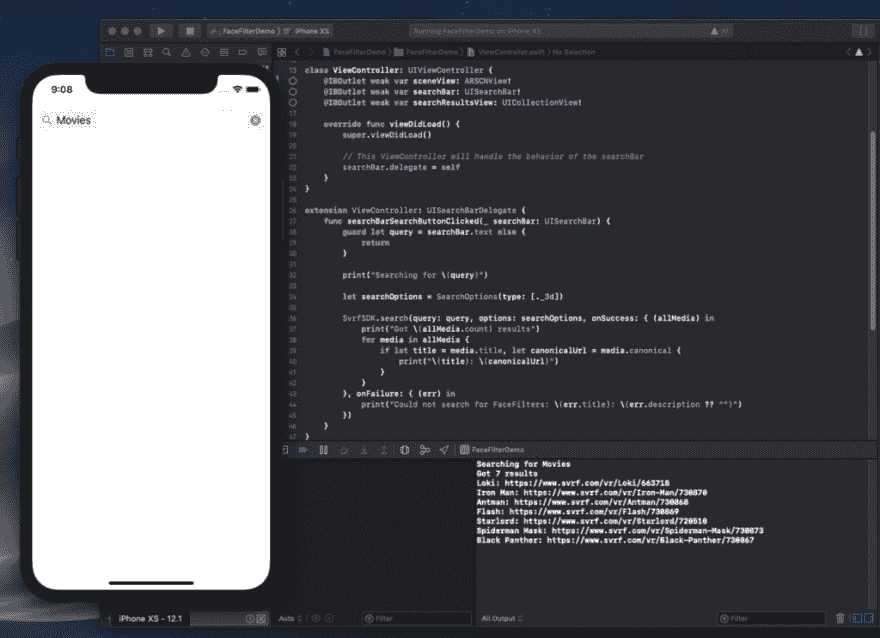 FaceFilterDemo 〉 iPhone XS
Running FaceFilterDemo on iPhone XS
FaceFilterDemo 〉 FaceFilterDemo 〉 ViewController.swift 〉 No Selection
9:08
Movies
13 class ViewController: UIViewController {
@IBOutlet weak var sceneView: ARSCNView!
@IBOutlet weak var searchBar: UISearchBar!
@IBOutlet weak var searchResultsView: UICollectionView!
17
18 override func viewDidLoad() {
19 super.viewDidLoad()
20
21 // This ViewController will handle the behavior of the searchBar
22 searchBar.delegate = self
23 }
24 }
25
26 extension ViewController: UISearchBarDelegate {
27 func searchBarSearchButtonClicked(_ searchBar: UISearchBar) {
28 guard let query = searchBar.text else {
29 return
30 }
31
32 print("Searching for \(query)")
33
34 let searchOptions = SearchOptions(type: [._3d])
35
36 SvrfSDK.search(query: query, options: searchOptions, onSuccess: { (allMedia) in
37 print("Got \(allMedia.count) results")
38 for media in allMedia {
39 if let title = media.title, let canonicalUrl = media.canonical {
40 print("\(title): \(canonicalUrl)")
41 }
42 }
43 }, onFailure: { (err) in
44 print("Could not search for FaceFilters: \(err.title): \(err.description ?? "")")
45 })
46 }
47 }
FaceFilterDemo
Searching for Movies
Got 7 results
Loki: https://www.svrf.com/vr/Loki/663718
Iron Man: https://www.svrf.com/vr/Iron-Man/730870
Antman: https://www.svrf.com/vr/Antman/730868
Flash: https://www.svrf.com/vr/Flash/730869
Starlord: https://www.svrf.com/vr/Starlord/720510
Spiderman Mask: https://www.svrf.com/vr/Spiderman-Mask/730873
Black Panther: https://www.svrf.com/vr/Black-Panther/730867
iPhone XS - 12.1
Auto
Filter
All Output
Filter